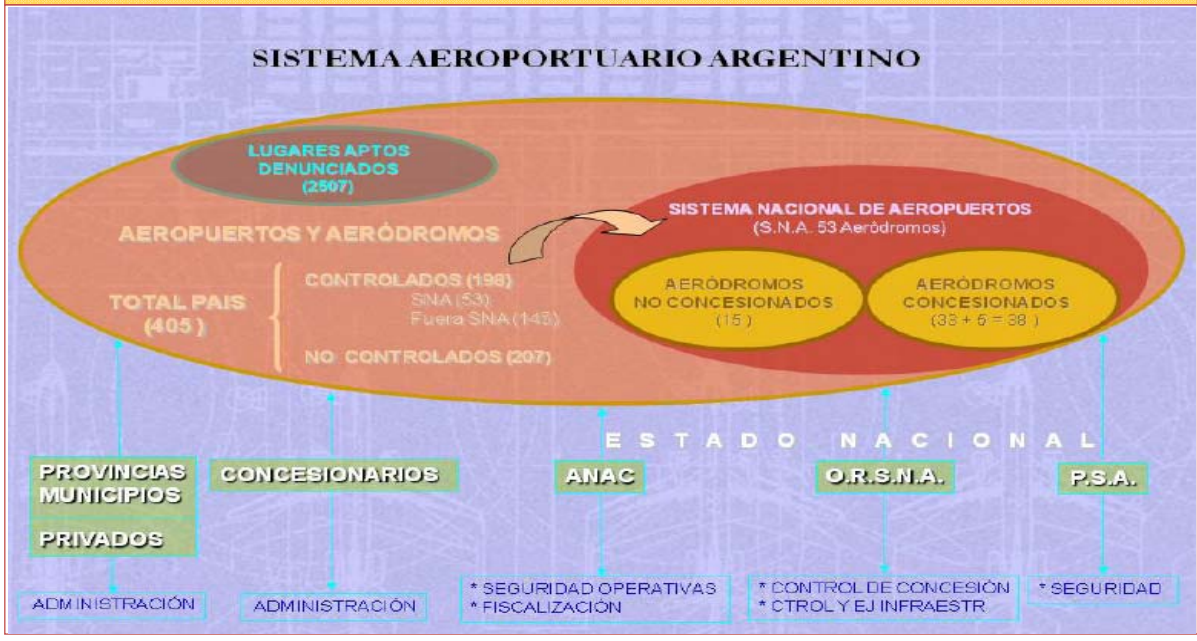 SISTEMA AEROPORTUARIO ARGENTINO
LUGARES APTOS
DENUNCIADOS
(2507)
AEROPUERTOS Y AERÓDROMOS
TOTAL PAIS
(405)
CONTROLADOS (198)
SNA (53)
Fuera SNA (145)
NO CONTROLADOS (207)
SISTEMA NACIONAL DE AEROPUERTOS
(S.N.A. 53 Aeródromos)
AERÓDROMOS
NO CONCESIONADOS
(15 )
AERÓDROMOS
CONCESIONADOS
(33 + 5 = 38 )
ESTADO NACIONAL
PROVINCIAS
MUNICIPIOS
PRIVADOS
CONCESIONARIOS
ANAC
O.R.S.N.A.
P.S.A.
ADMINISTRACIÓN
ADMINISTRACIÓN
* SEGURIDAD OPERATIVAS
* FISCALIZACIÓN
* CONTROL DE CONCESIÓN
* CTROL Y EJ INFRAESTR
* SEGURIDAD